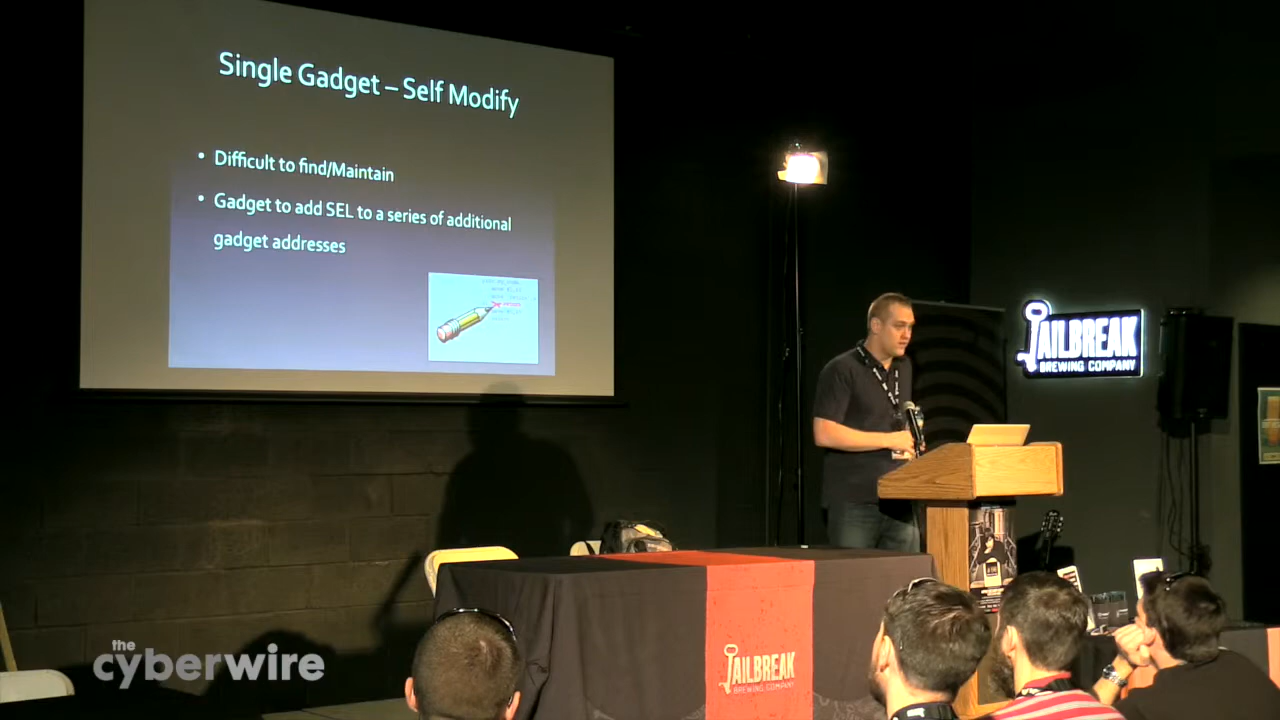 Single Gadget – Self Modify
• Difficult to find/Maintain
• Gadget to add SEL to a series of additional
gadget addresses
JAILBREAK
BREWING COMPANY
the
cyberwire
JAILBREAK
BREWING COMPANY